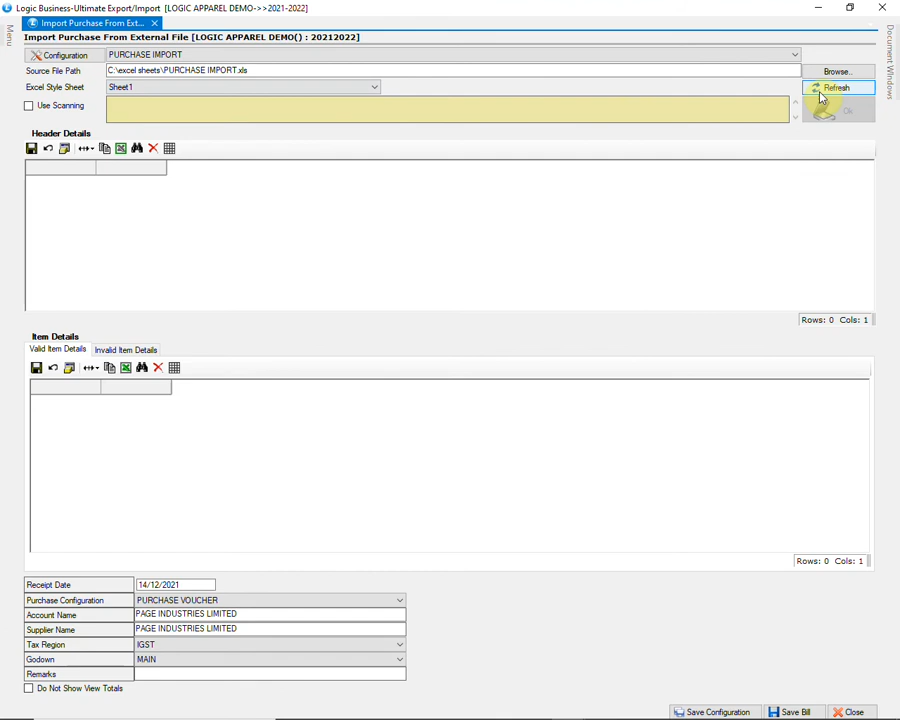 Logic Business-Ultimate Export/Import [LOGIC APPAREL DEMO->>2021-2022]
Menu
Import Purchase From Ext...
Document Windows
Import Purchase From External File [LOGIC APPAREL DEMO() : 20212022]
Configuration PURCHASE IMPORT
Source File Path C:\excel sheets\PURCHASE IMPORT.xls Browse..
Excel Style Sheet Sheet1 Refresh
Use Scanning Ok
Header Details
Rows: 0 Cols: 1
Item Details
Valid Item Details Invalid Item Details
Rows: 0 Cols: 1
Receipt Date 14/12/2021
Purchase Configuration PURCHASE VOUCHER
Account Name PAGE INDUSTRIES LIMITED
Supplier Name PAGE INDUSTRIES LIMITED
Tax Region IGST
Godown MAIN
Remarks
Do Not Show View Totals
Save Configuration Save Bill Close